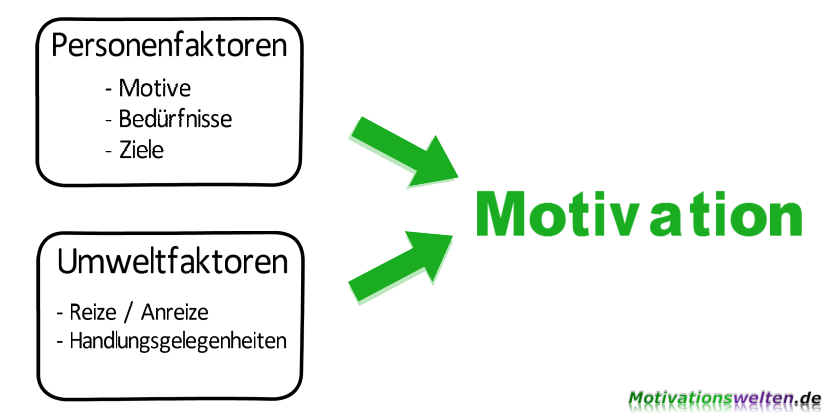 Personenfaktoren
- Motive
- Bedürfnisse
- Ziele
Motivation
Umweltfaktoren
- Reize / Anreize
- Handlungsgelegenheiten
Motivationswelten.de